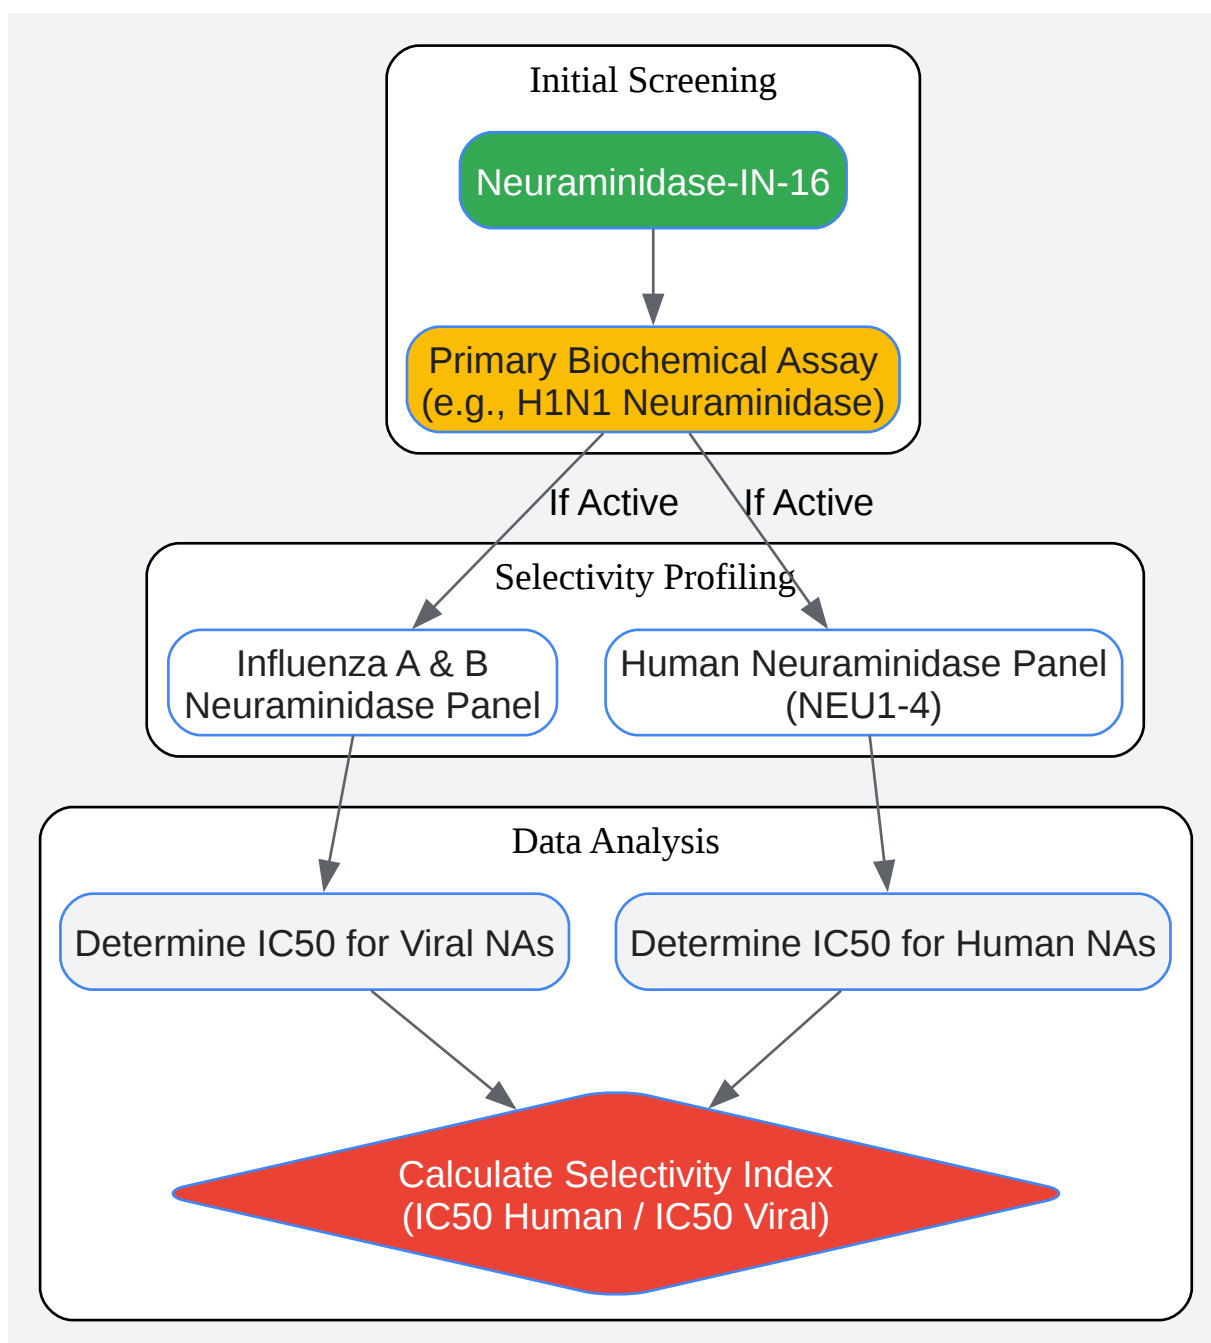 Initial Screening
Neuraminidase-IN-16
Primary Biochemical Assay
(e.g., H1N1 Neuraminidase)
If Active
If Active
Selectivity Profiling
Influenza A & B
Neuraminidase Panel
Human Neuraminidase Panel
(NEU1-4)
Data Analysis
Determine IC50 for Viral NAs
Determine IC50 for Human NAs
Calculate Selectivity Index
(IC50 Human / IC50 Viral)